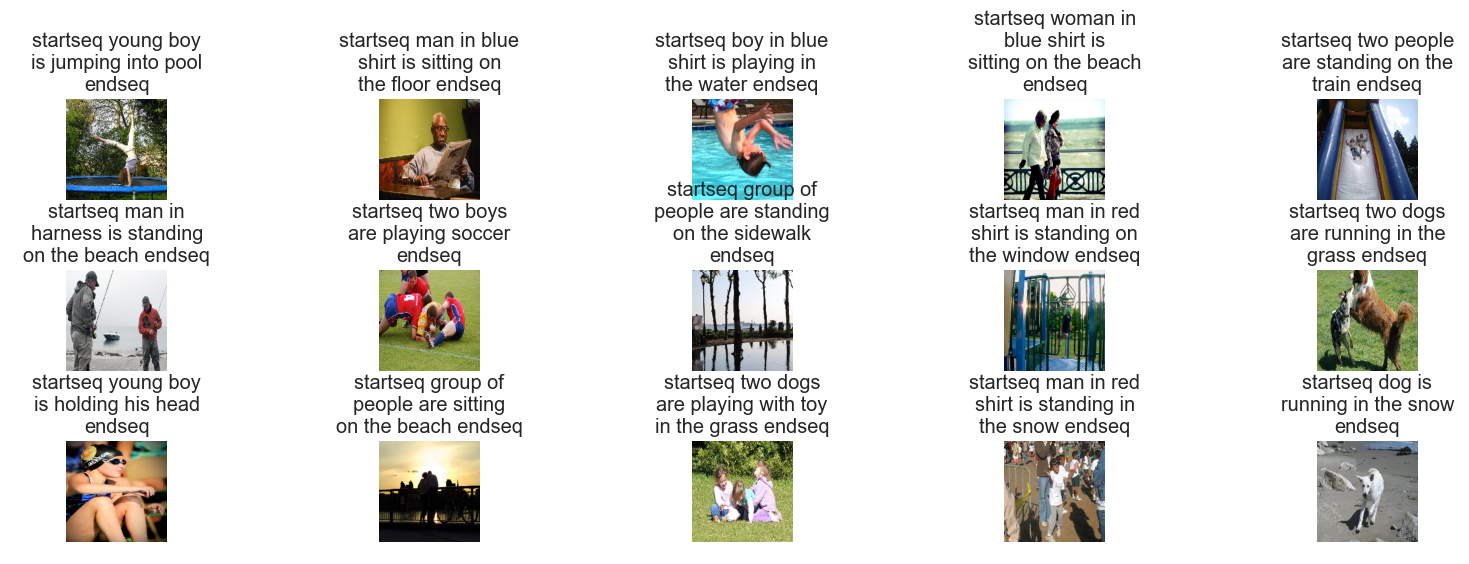 startseq young boy
is jumping into pool
endseq
startseq man in blue
shirt is sitting on
the floor endseq
startseq boy in blue
shirt is playing in
the water endseq
startseq woman in
blue shirt is
sitting on the beach
endseq
startseq two people
are standing on the
train endseq
startseq man in
harness is standing
on the beach endseq
startseq two boys
are playing soccer
endseq
startseq group of
people are standing
on the sidewalk
endseq
startseq man in red
shirt is standing on
the window endseq
startseq two dogs
are running in the
grass endseq
startseq young boy
is holding his head
endseq
startseq group of
people are sitting
on the beach endseq
startseq two dogs
are playing with toy
in the grass endseq
startseq man in red
shirt is standing in
the snow endseq
startseq dog is
running in the snow
endseq